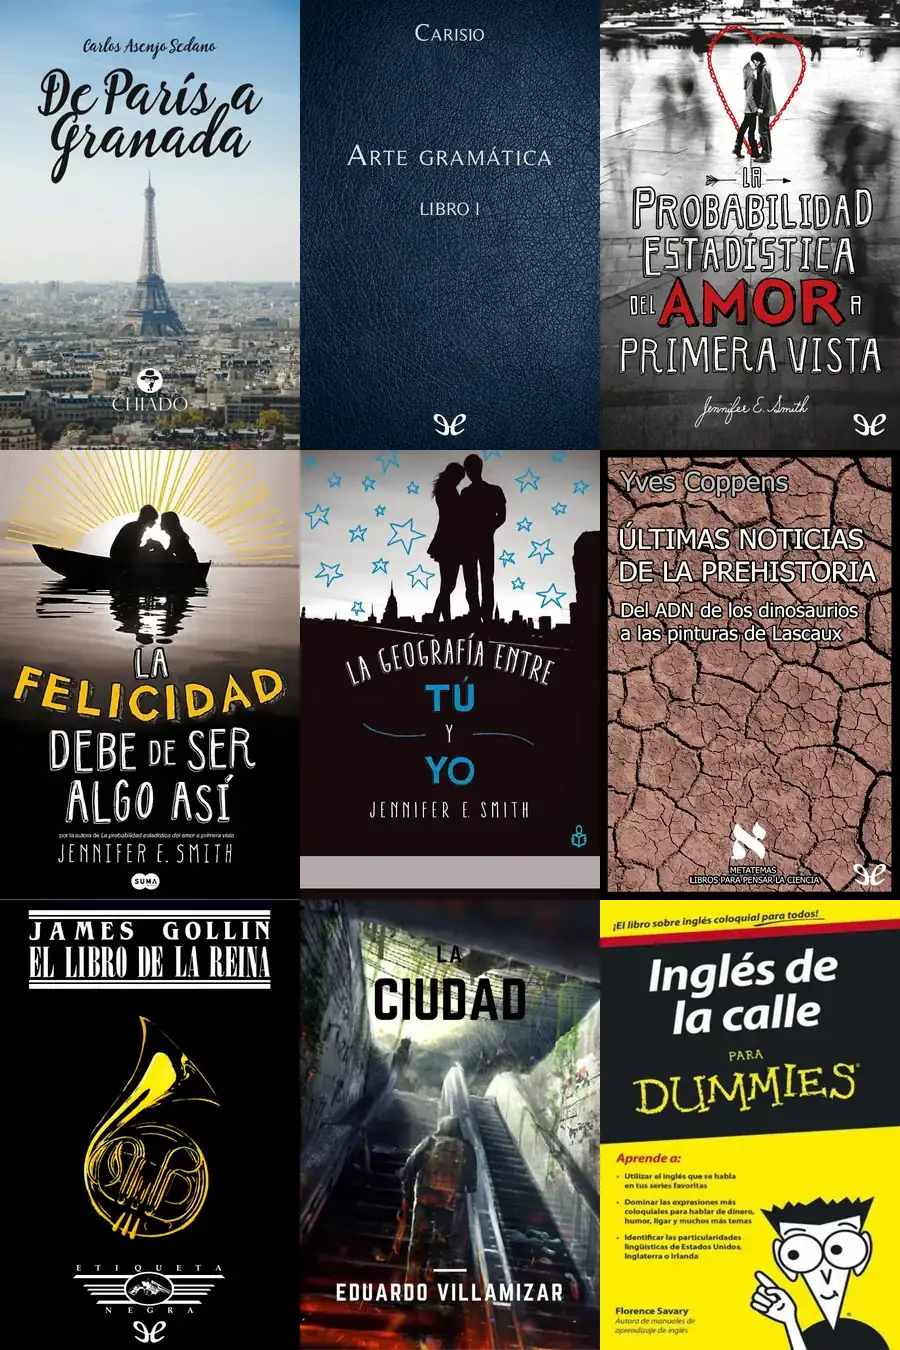 Carlos Asenjo Sedano
De París a
Granada
CHIADO
CARISIO
ARTE GRAMÁTICA
LIBRO I
LA
PROBABILIDAD
ESTADÍSTICA
DEL AMOR A
PRIMERA VISTA
Jennifer E. Smith
LA
FELICIDAD
DEBE DE SER
ALGO ASÍ
por la autora de La probabilidad estadística del amor a primera vista
JENNIFER E. SMITH
SUMA
LA GEOGRAFÍA ENTRE
TÚ
Y
YO
JENNIFER E. SMITH
Yves Coppens
ÚLTIMAS NOTICIAS
DE LA PREHISTORIA
Del ADN de los dinosaurios
a las pinturas de Lascaux
METATEMAS
LIBROS PARA PENSAR LA CIENCIA
JAMES GOLLIN
EL LIBRO DE LA REINA
ETIQUETA
NEGRA
LA
CIUDAD
EDUARDO VILLAMIZAR
¡El libro sobre inglés coloquial para todos!
Inglés de
la calle
PARA
DUMMIES
Aprende a:
• Utilizar el inglés que se habla
en tus series favoritas
• Dominar las expresiones más
coloquiales para hablar de dinero,
humor, ligar y muchos más temas
• Identificar las particularidades
lingüísticas de Estados Unidos,
Inglaterra o Irlanda
Florence Savary
Autora de manuales de
aprendizaje de inglés